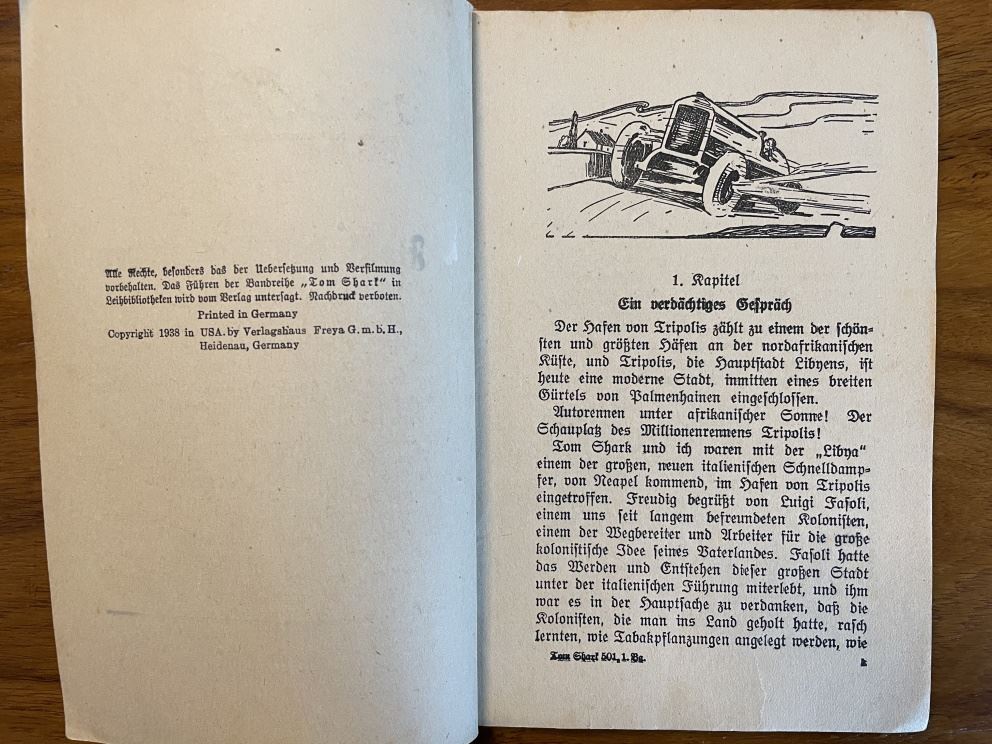 Alle Rechte, besonders das der Uebersetzung und Verfilmung
vorbehalten. Das Führen der Bandreihe „Tom Shark" in
Leihbibliotheken wird vom Verlag untersagt. Nachdruck verboten.
Printed in Germany
Copyright 1938 in USA. by Verlagshaus Freya G. m. b. H.,
Heidenau, Germany
1. Kapitel
Ein verdächtiges Gespräch
Der Hafen von Tripolis zählt zu einem der schön-
sten und größten Häfen an der nordafrikanischen
Küste, und Tripolis, die Hauptstadt Libyens, ist
heute eine moderne Stadt, inmitten eines breiten
Gürtels von Palmenhainen eingeschlossen.
Autorennen unter afrikanischer Sonne! Der
Schauplatz des Millionenrennens Tripolis!
Tom Shark und ich waren mit der „Libya"
einem der großen, neuen italienischen Schnelldamp-
fer, von Neapel kommend, im Hafen von Tripolis
eingetroffen. Freudig begrüßt von Luigi Fasoli,
einem uns seit langem befreundeten Kolonisten,
einem der Wegbereiter und Arbeiter für die große
kolonistische Idee seines Vaterlandes. Fasoli hatte
das Werden und Entstehen dieser großen Stadt
unter der italienischen Führung miterlebt, und ihm
war es in der Hauptsache zu verdanken, daß die
Kolonisten, die man ins Land geholt hatte, rasch
lernten, wie Tabakpflanzungen angelegt werden, wie
Tom Shark 501, 1. Bg.